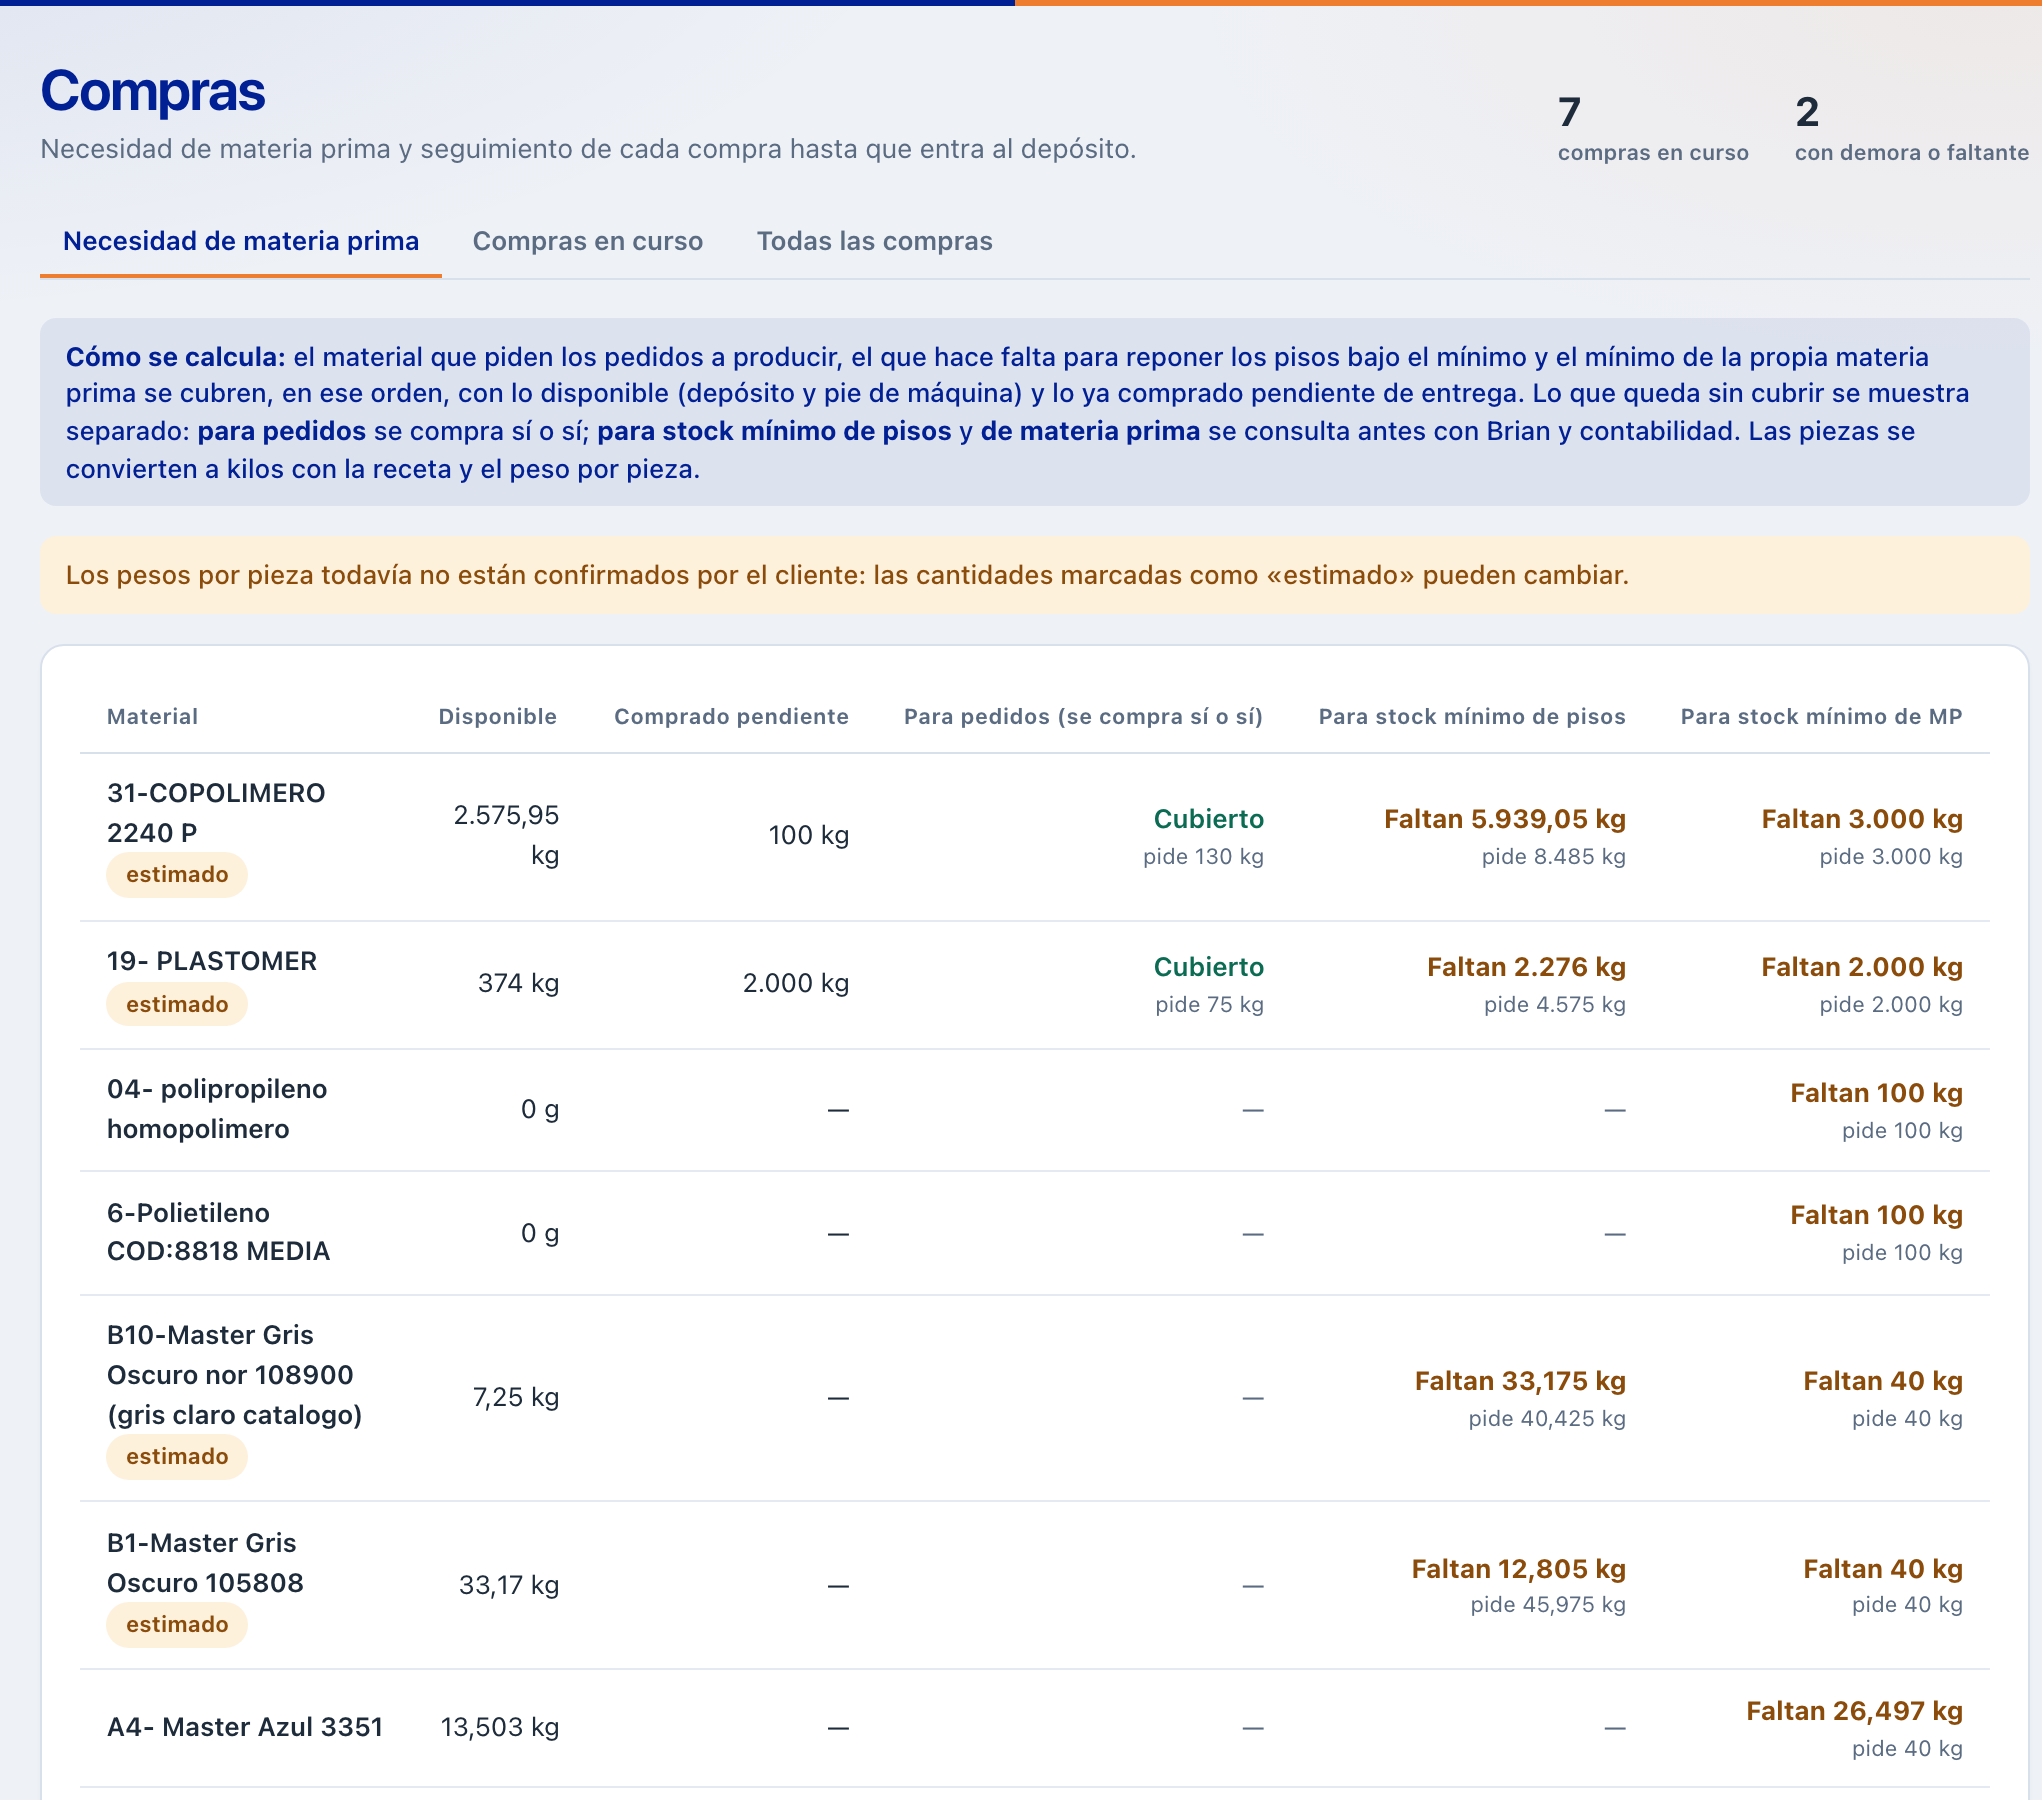 Compras
Necesidad de materia prima y seguimiento de cada compra hasta que entra al depósito.
7
compras en curso
2
con demora o faltante
Necesidad de materia prima
Compras en curso
Todas las compras
Cómo se calcula: el material que piden los pedidos a producir, el que hace falta para reponer los pisos bajo el mínimo y el mínimo de la propia materia
prima se cubren, en ese orden, con lo disponible (depósito y pie de máquina) y lo ya comprado pendiente de entrega. Lo que queda sin cubrir se muestra
separado: para pedidos se compra sí o sí; para stock mínimo de pisos y de materia prima se consulta antes con Brian y contabilidad. Las piezas se
convierten a kilos con la receta y el peso por pieza.
Los pesos por pieza todavía no están confirmados por el cliente: las cantidades marcadas como «estimado» pueden cambiar.
Material Disponible Comprado pendiente Para pedidos (se compra sí o sí) Para stock mínimo de pisos Para stock mínimo de MP
31-COPOLIMERO
2240 P
estimado
2.575,95
kg
100 kg
Cubierto
pide 130 kg
Faltan 5.939,05 kg
pide 8.485 kg
Faltan 3.000 kg
pide 3.000 kg
19- PLASTOMER
estimado
374 kg
2.000 kg
Cubierto
pide 75 kg
Faltan 2.276 kg
pide 4.575 kg
Faltan 2.000 kg
pide 2.000 kg
04- polipropileno
homopolimero
0 g
—
—
—
Faltan 100 kg
pide 100 kg
6-Polietileno
COD:8818 MEDIA
0 g
—
—
—
Faltan 100 kg
pide 100 kg
B10-Master Gris
Oscuro nor 108900
(gris claro catalogo)
estimado
7,25 kg
—
—
Faltan 33,175 kg
pide 40,425 kg
Faltan 40 kg
pide 40 kg
B1-Master Gris
Oscuro 105808
estimado
33,17 kg
—
—
Faltan 12,805 kg
pide 45,975 kg
Faltan 40 kg
pide 40 kg
A4- Master Azul 3351
13,503 kg
—
—
—
Faltan 26,497 kg
pide 40 kg